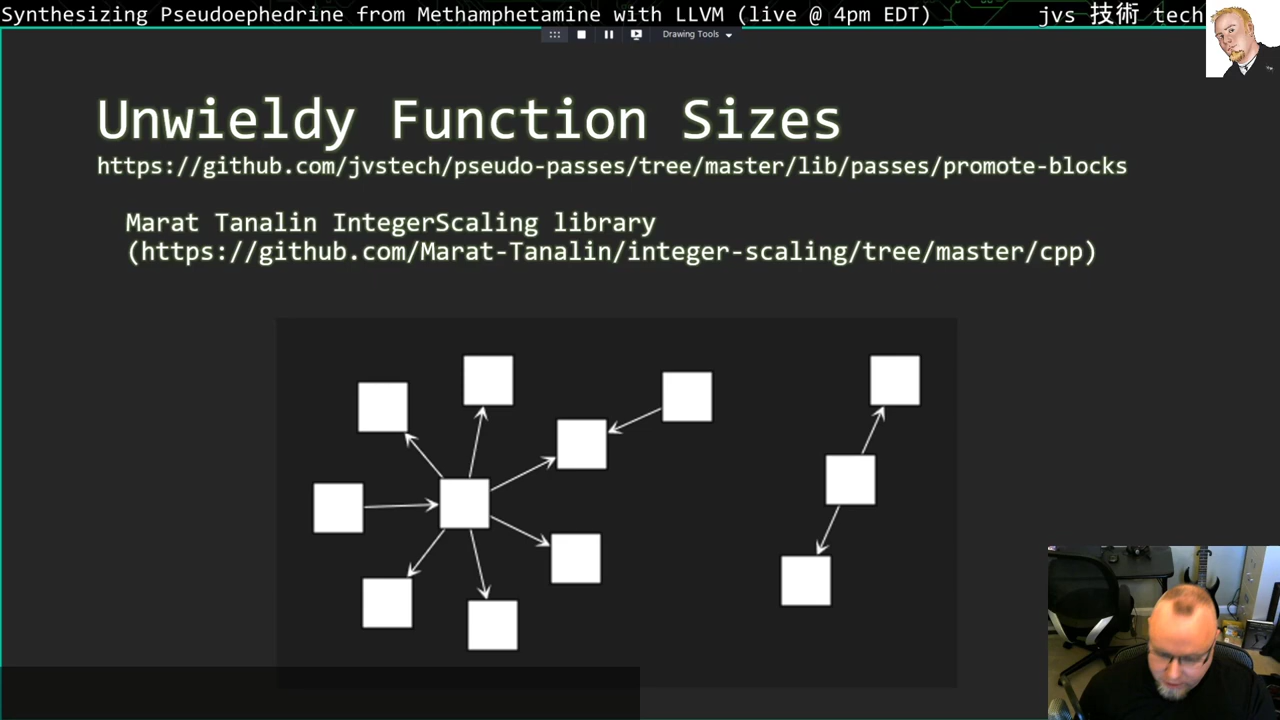 Synthesizing Pseudoephedrine from Methamphetamine with LLVM (live @ 4pm EDT)
jvs 技術 tech
Drawing Tools
Unwieldy Function Sizes
https://github.com/jvstech/pseudo-passes/tree/master/lib/passes/promote-blocks
Marat Tanalin IntegerScaling library
(https://github.com/Marat-Tanalin/integer-scaling/tree/master/cpp)